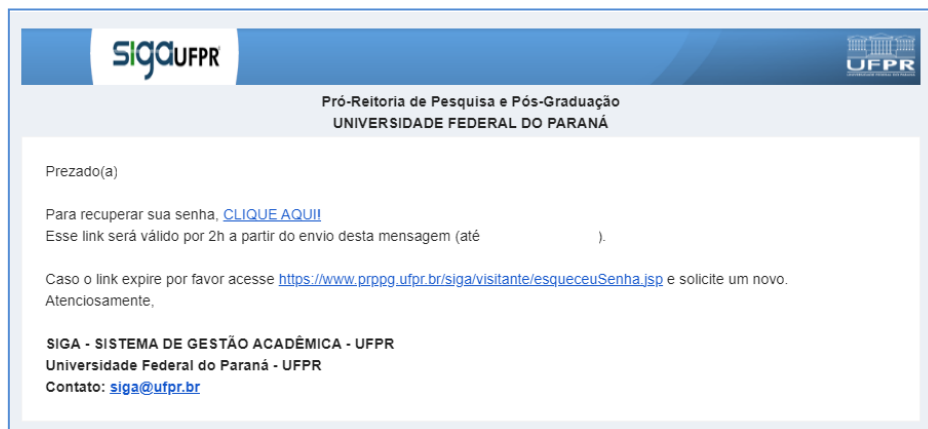 sigaUFPR
UFPR
Pró-Reitoria de Pesquisa e Pós-Graduação
UNIVERSIDADE FEDERAL DO PARANÁ
Prezado(a)
Para recuperar sua senha, CLIQUE AQUI!
Esse link será válido por 2h a partir do envio desta mensagem (até ).
Caso o link expire por favor acesse https://www.prppg.ufpr.br/siga/visitante/esqueceuSenha.jsp e solicite um novo.
Atenciosamente,
SIGA - SISTEMA DE GESTÃO ACADÊMICA - UFPR
Universidade Federal do Paraná - UFPR
Contato: siga@ufpr.br